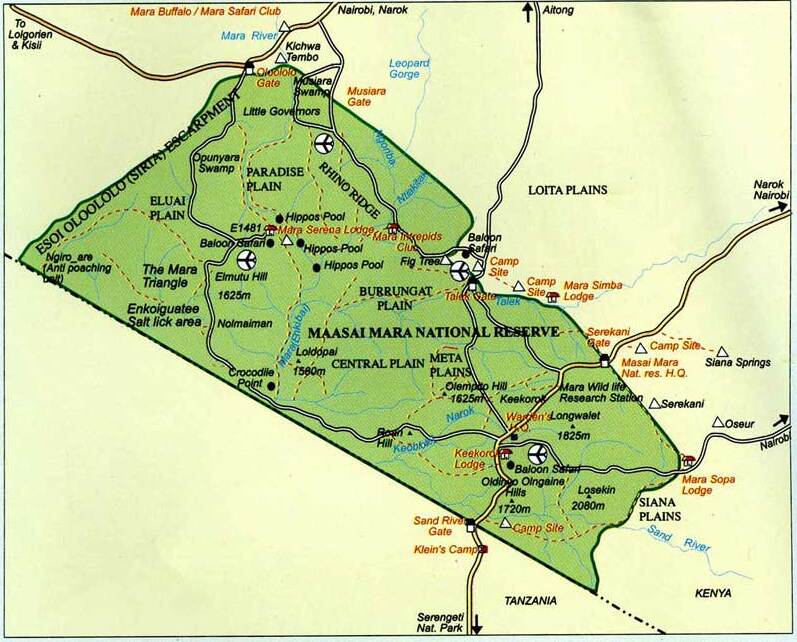 Mara Buffalo / Mara Safari Club
Nairobi, Narok
Aitong
To
Lolgorien
& Kisii
Mara River
Kichwa
Tembo
Leopard
Gorge
Oloololo
Gate
Musiara
Swamp
Musiara
Gate
Little Governors
ESOI OLOOLOLO (SIRIA) ESCARPMENT
Opunyara
Swamp
PARADISE
PLAIN
RHINO RIDGE
Ntiakitiak
LOITA PLAINS
Narok
Nairobi
ELUAI
PLAIN
Hippos Pool
E1481
Mara Serena Lodge
Baloon Safari
Hippos Pool
Mara Intrepids
Club
Baloon
Safari
Ngiro_are
(Anti poaching
unit)
The Mara
Triangle
Elmutu Hill
1625m
Hippos Pool
Fig Tree
Camp
Site
Camp
Site
Mara Simba
Lodge
Enkoiguatee
Salt lick area
BURRUNGAT
PLAIN
Talek Gate
Talek
Nolmaiman
MAASAI MARA NATIONAL RESERVE
Serekani
Gate
Camp Site
Loldopai
1580m
CENTRAL PLAIN
META
PLAINS
Masai Mara
Nat. res. H.Q.
Siana Springs
Crocodile
Point
Olempito Hill
1625m
Keekorok
Mara Wild life
Research Station
Serekani
Narok
Warden's
H.Q.
Longwalet
1825m
Oseur
Nairobi
Roan
Hill
Keekorok
Lodge
Baloon Safari
Mara Sopa
Lodge
Oldinyo Olngaine
Hills
1720m
Losekin
2080m
SIANA
PLAINS
Sand River
Gate
Camp Site
Sand River
Klein's Camp
TANZANIA
KENYA
Serengeti
Nat. Park